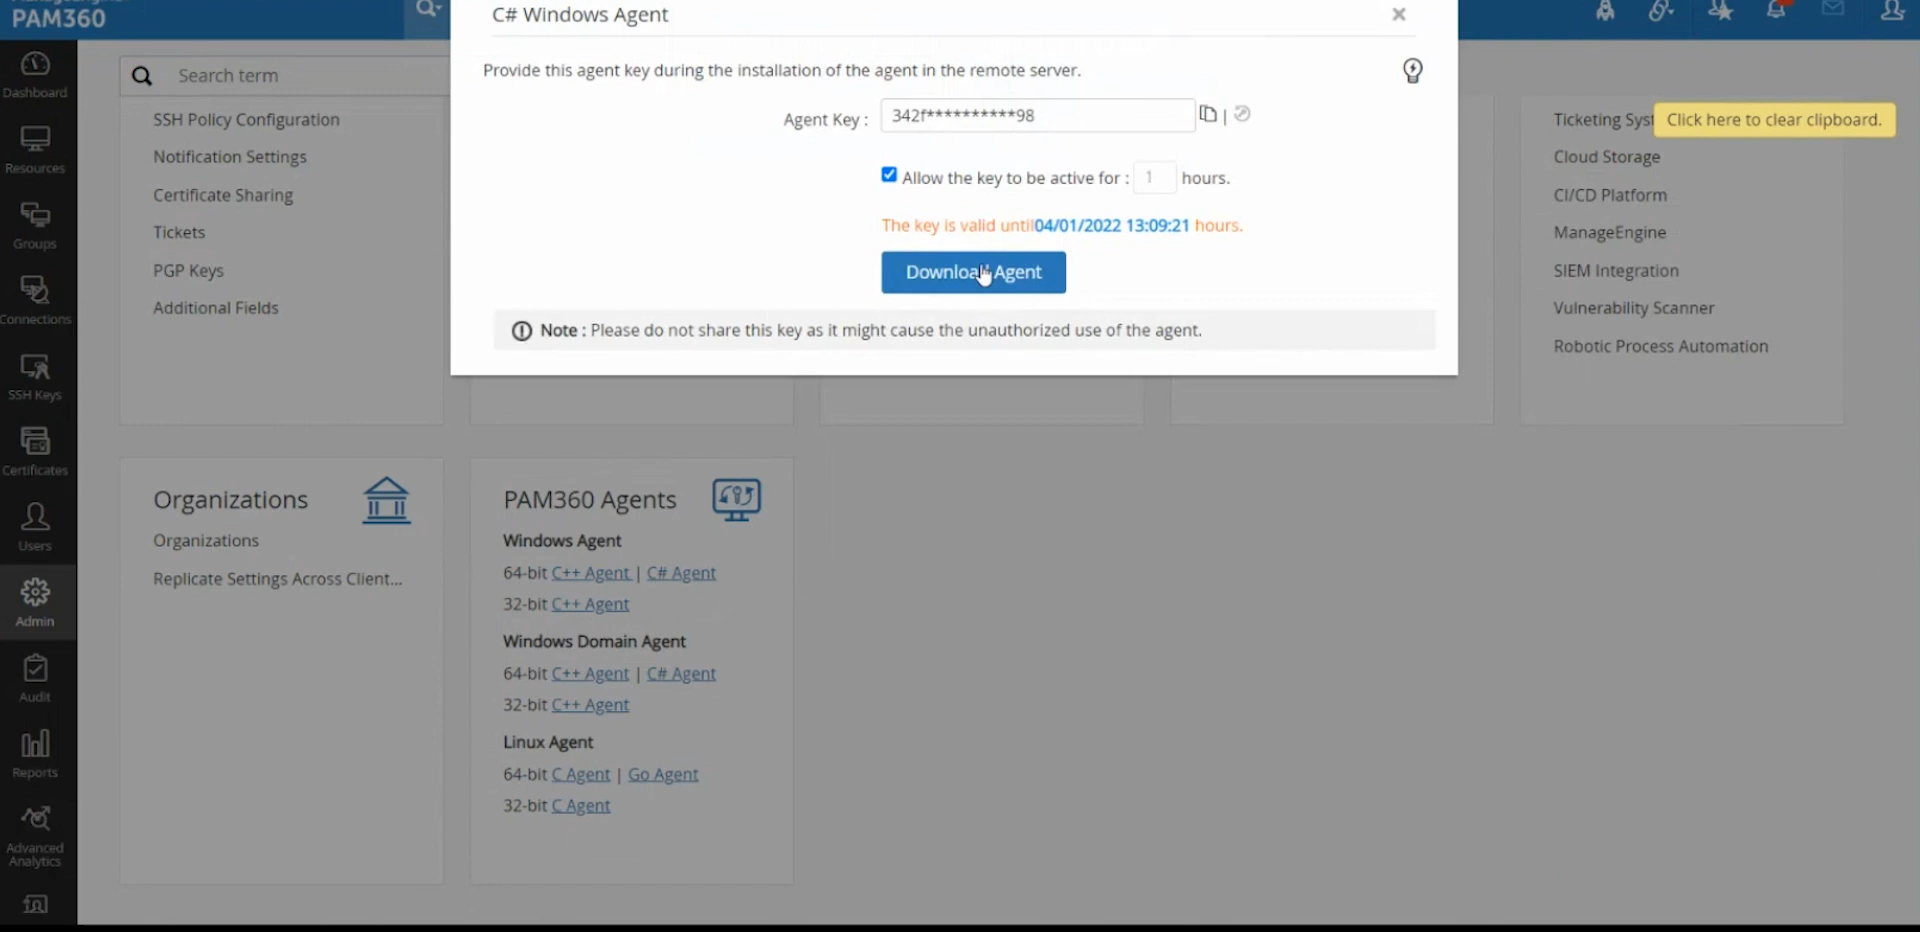 PAM360
C# Windows Agent
Provide this agent key during the installation of the agent in the remote server.
Agent Key :
342f**********98
|
Allow the key to be active for : 1 hours.
The key is valid until04/01/2022 13:09:21 hours.
Download Agent
Note : Please do not share this key as it might cause the unauthorized use of the agent.
Click here to clear clipboard.
Dashboard
Resources
Groups
Connections
SSH Keys
Certificates
Users
Admin
Audit
Reports
Advanced
Analytics
Search term
SSH Policy Configuration
Notification Settings
Certificate Sharing
Tickets
PGP Keys
Additional Fields
Ticketing Syst
Cloud Storage
CI/CD Platform
ManageEngine
SIEM Integration
Vulnerability Scanner
Robotic Process Automation
Organizations
Organizations
Replicate Settings Across Client...
PAM360 Agents
Windows Agent
64-bit C++ Agent | C# Agent
32-bit C++ Agent
Windows Domain Agent
64-bit C++ Agent | C# Agent
32-bit C++ Agent
Linux Agent
64-bit C Agent | Go Agent
32-bit C Agent